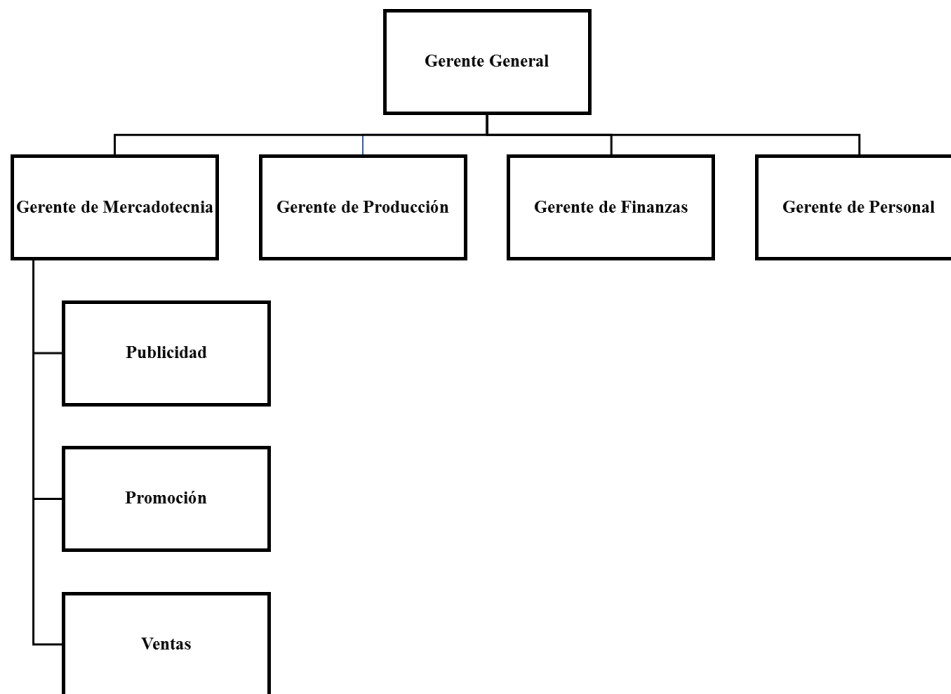 Gerente General
Gerente de Mercadotecnia
Gerente de Producción
Gerente de Finanzas
Gerente de Personal
Publicidad
Promoción
Ventas